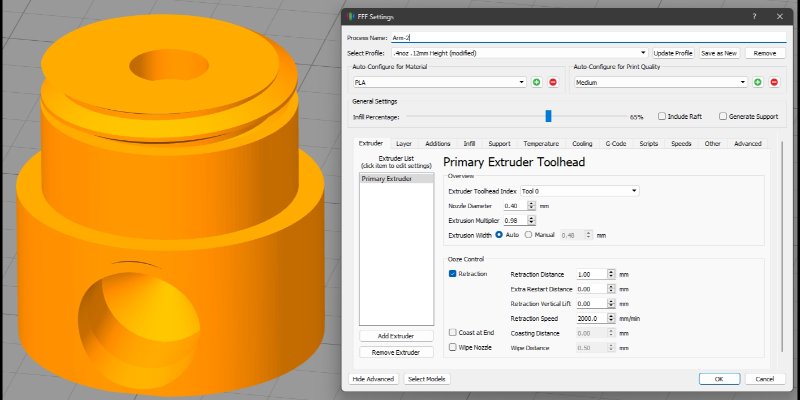 FFF Settings
Process Name: Arm-2
Select Profile: .4noz .12mm Height (modified) Update Profile Save as New Remove
Auto-Configure for Material
PLA
Auto-Configure for Print Quality
Medium
General Settings
Infill Percentage: 65% Include Raft Generate Support
Extruder Layer Additions Infill Support Temperature Cooling G-Code Scripts Speeds Other Advanced
Extruder List
(click item to edit settings)
Primary Extruder
Add Extruder
Remove Extruder
Primary Extruder Toolhead
Overview
Extruder Toolhead Index Tool 0
Nozzle Diameter 0.40 mm
Extrusion Multiplier 0.98
Extrusion Width Auto Manual 0.48 mm
Ooze Control
Retraction Retraction Distance 1.00 mm
Extra Restart Distance 0.00 mm
Retraction Vertical Lift 0.00 mm
Retraction Speed 2000.0 mm/min
Coast at End Coasting Distance 0.00 mm
Wipe Nozzle Wipe Distance 0.50 mm
Hide Advanced Select Models OK Cancel